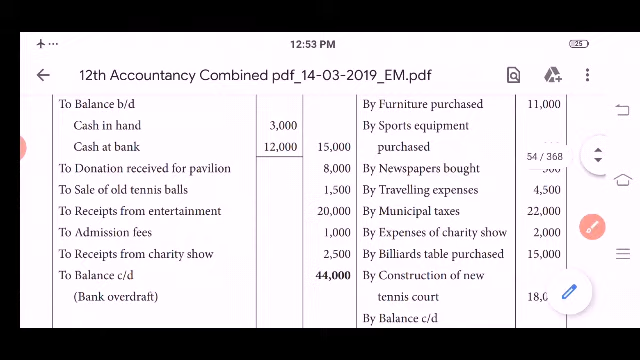 12:53 PM
25
12th Accountancy Combined pdf_14-03-2019_EM.pdf
To Balance b/d By Furniture purchased 11,000
Cash in hand 3,000 By Sports equipment
Cash at bank 12,000 15,000 purchased
54 / 368
To Donation received for pavilion 8,000 By Newspapers bought
To Sale of old tennis balls 1,500 By Travelling expenses 4,500
To Receipts from entertainment 20,000 By Municipal taxes 22,000
To Admission fees 1,000 By Expenses of charity show 2,000
To Receipts from charity show 2,500 By Billiards table purchased 15,000
To Balance c/d 44,000 By Construction of new
(Bank overdraft) tennis court
By Balance c/d